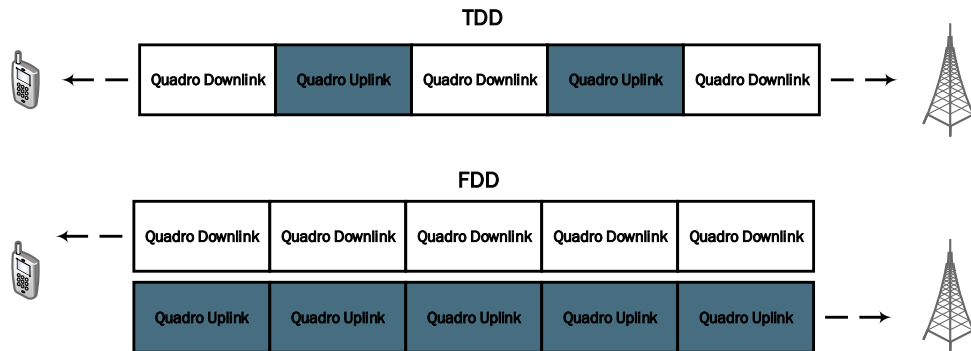 TDD
Quadro Downlink Quadro Uplink Quadro Downlink Quadro Uplink Quadro Downlink
FDD
Quadro Downlink Quadro Downlink Quadro Downlink Quadro Downlink Quadro Downlink
Quadro Uplink Quadro Uplink Quadro Uplink Quadro Uplink Quadro Uplink